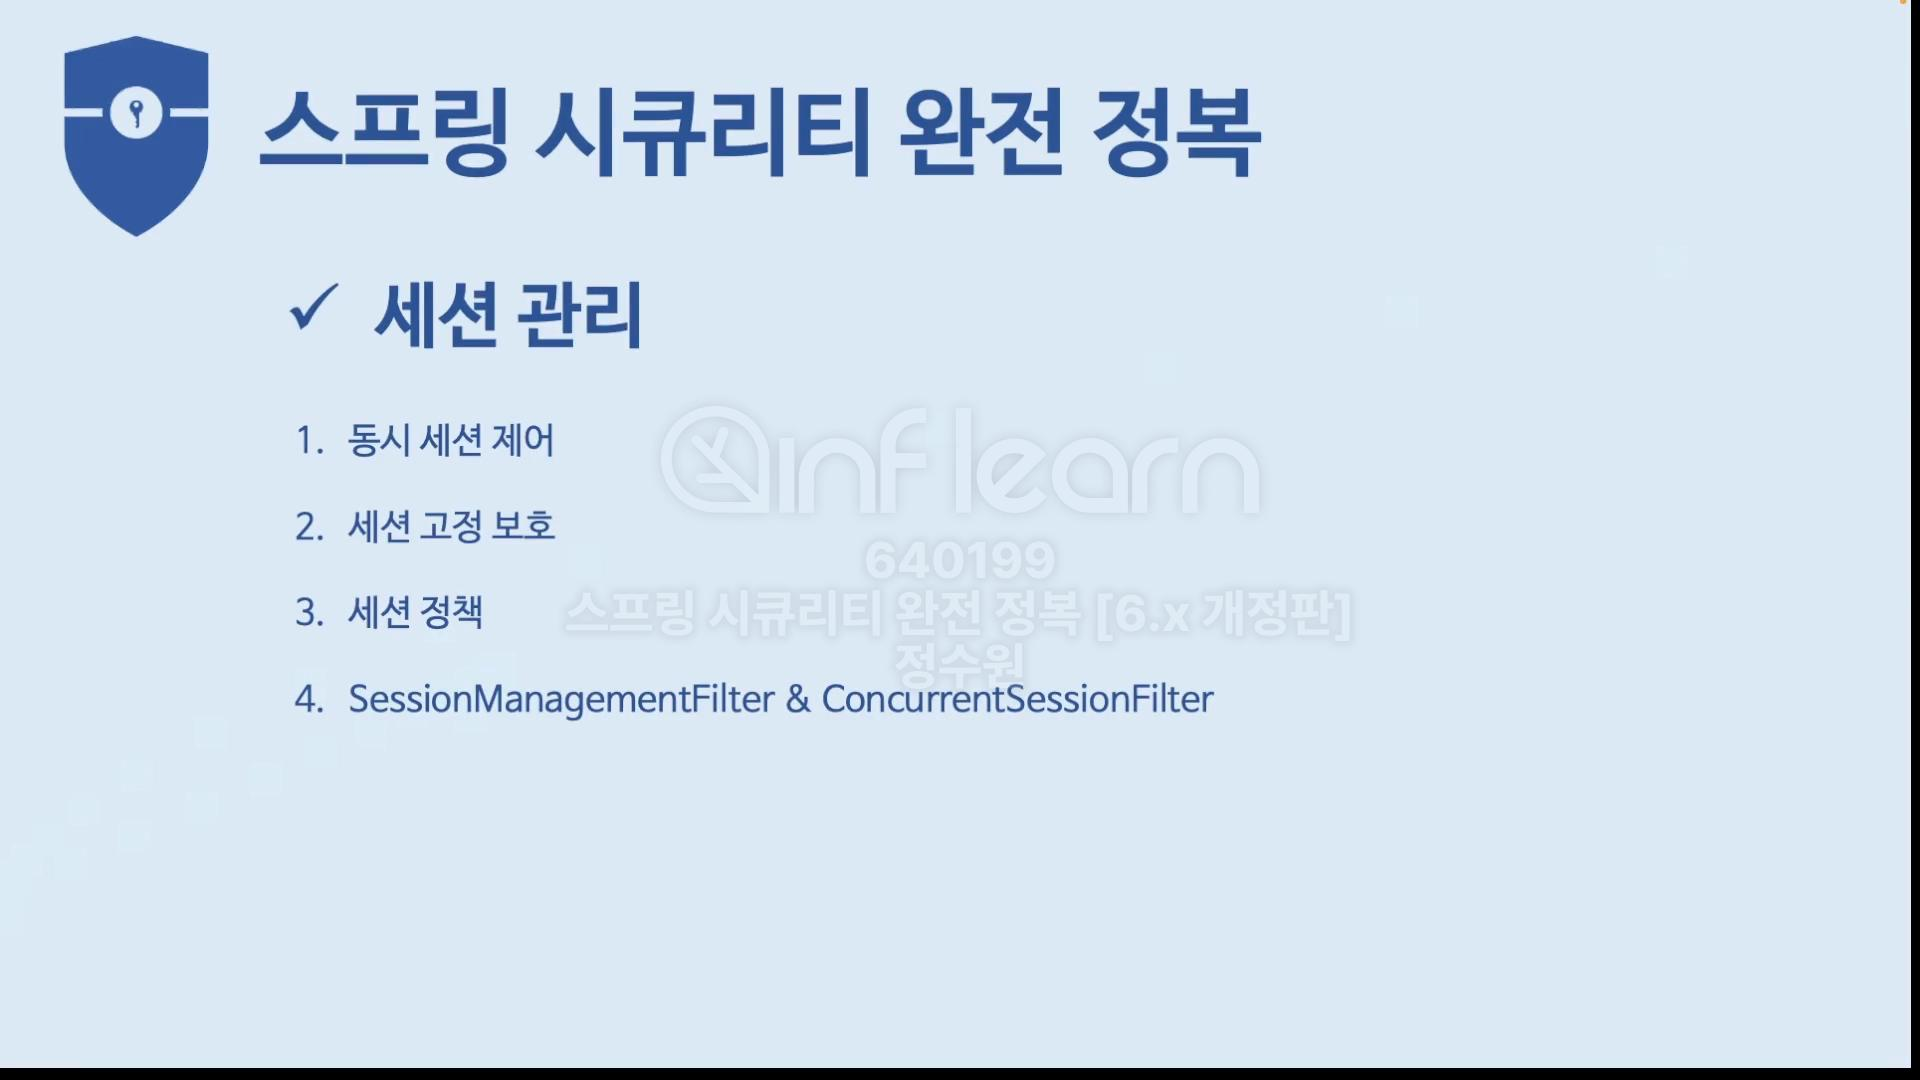 스프링 시큐리티 완전 정복
✓ 세션 관리
1. 동시 세션 제어
2. 세션 고정 보호
3. 세션 정책
4. SessionManagementFilter & ConcurrentSessionFilter
inflearn
640199
스프링 시큐리티 완전 정복 [6.x 개정판]
정수원